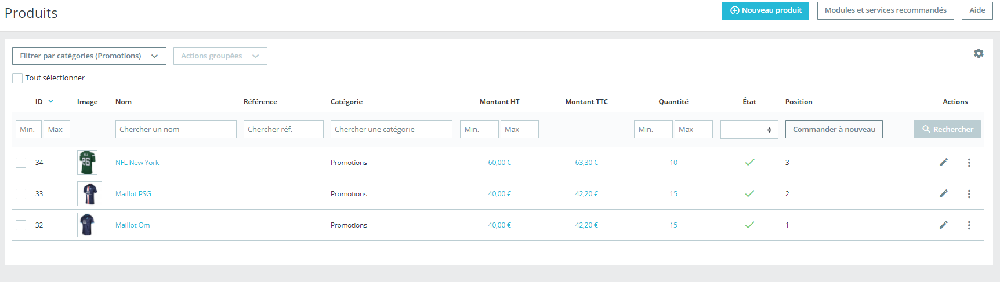 Produits
Nouveau produit
Modules et services recommandés
Aide
Filtrer par catégories (Promotions)
Actions groupées
Tout sélectionner
ID Image Nom Référence Catégorie Montant HT Montant TTC Quantité État Position Actions
Min. Max Chercher un nom Chercher réf. Chercher une catégorie Min. Max Min. Max Commander à nouveau Rechercher
34 26 NFL New York Promotions 60,00 € 63,30 € 10 3
33 Maillot PSG Promotions 40,00 € 42,20 € 15 2
32 Maillot Om Promotions 40,00 € 42,20 € 15 1